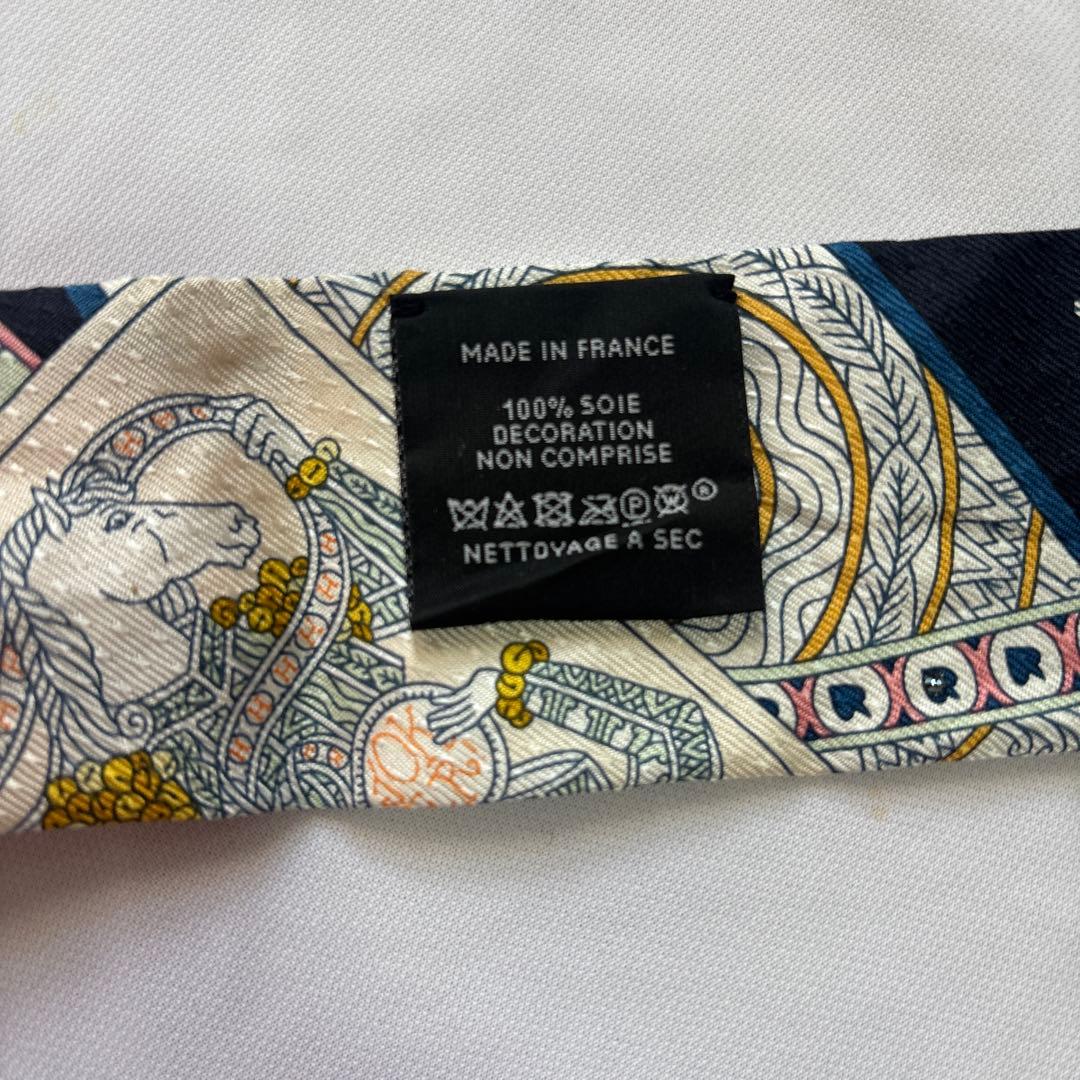 MADE IN FRANCE
100% SOIE
DECORATION
NON COMPRISE
NETTOYAGE A SEC